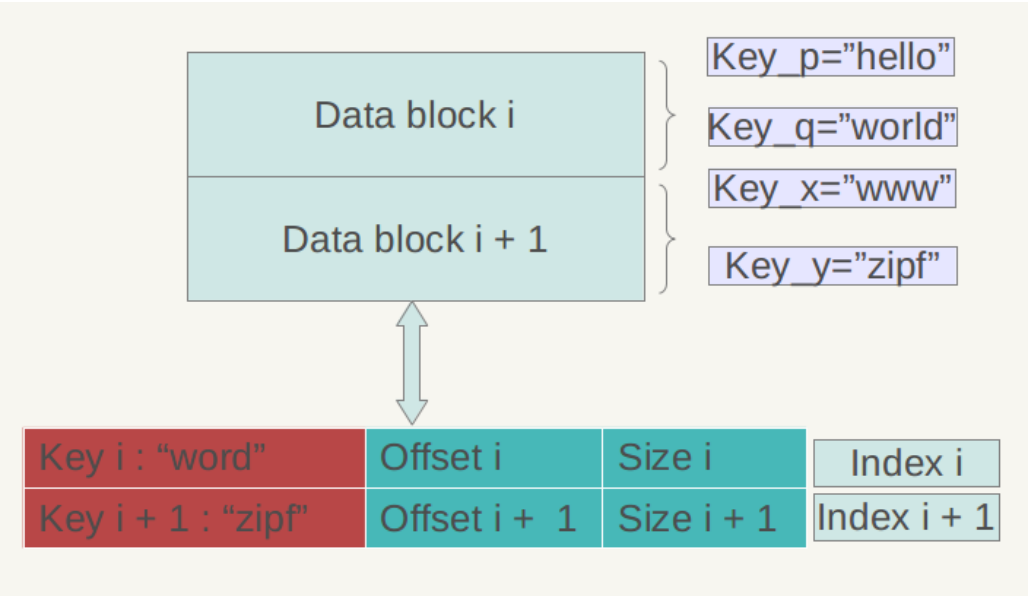 Data block i
Key_p=”hello”
Key_q=”world”
Data block i + 1
Key_x=”www”
Key_y=”zipf”
Key i : “word” Offset i Size i Index i
Key i + 1 : “zipf” Offset i +  1 Size i + 1 Index i + 1